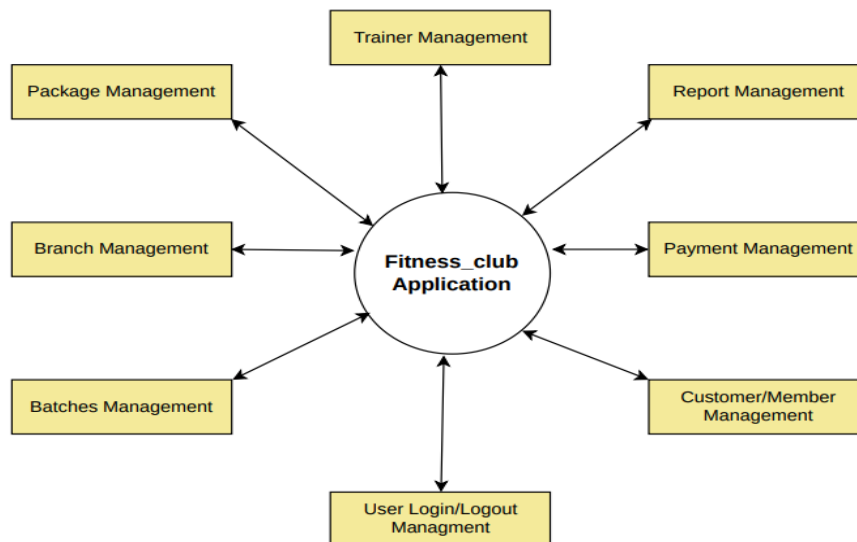 Trainer Management
Package Management
Report Management
Branch Management
Fitness_club
Application
Payment Management
Batches Management
Customer/Member
Management
User Login/Logout
Managment